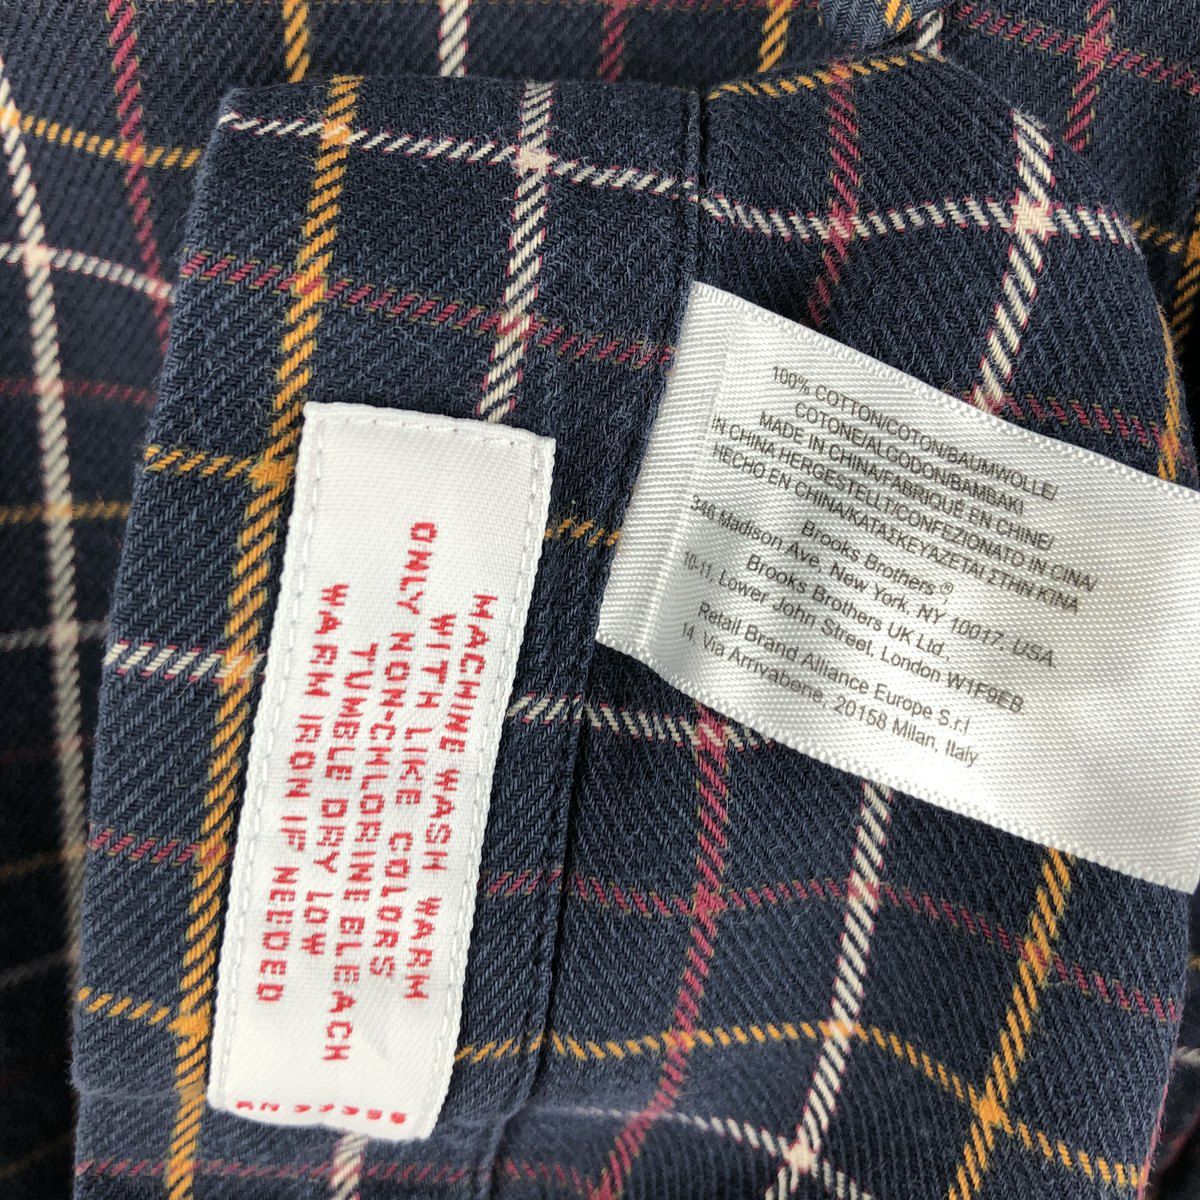 MACHINE WASH WARM
WITH LIKE COLORS
ONLY NON-CHLORINE BLEACH
TUMBLE DRY LOW
WARM IRON IF NEEDED
100% COTTON/COTON/BAUMWOLLE/
COTONE/ALGODON/BAMBAKI
MADE IN CHINA/FABRIQUÉ EN CHINE/
IN CHINA HERGESTELLT/CONFEZIONATO IN CINA/
HECHO EN CHINA/ΚΑΤΑΣΚΕΥΑΖΕΤΑΙ ΣΤΗΝ ΚΙΝΑ
Brooks Brothers ®
346 Madison Ave, New York, NY 10017, USA
Brooks Brothers UK Ltd.,
10-11, Lower John Street, London W1F9EB
Retail Brand Alliance Europe S.r.l
14, Via Arrivabene, 20158 Milan, Italy